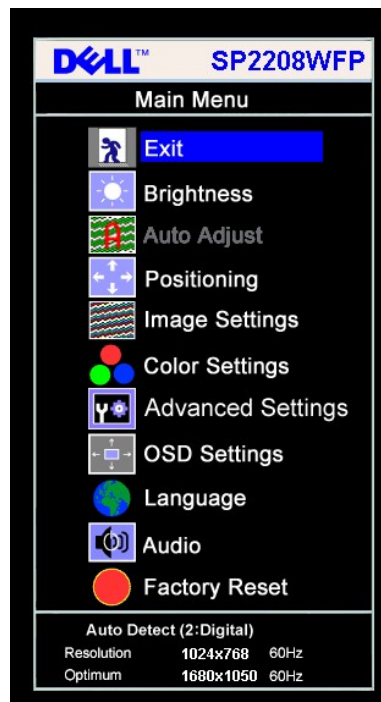 DELL™ SP2208WFP
Main Menu
Exit
Brightness
Auto Adjust
Positioning
Image Settings
Color Settings
Advanced Settings
OSD Settings
Language
Audio
Factory Reset
Auto Detect (2:Digital)
Resolution 1024x768 60Hz
Optimum 1680x1050 60Hz